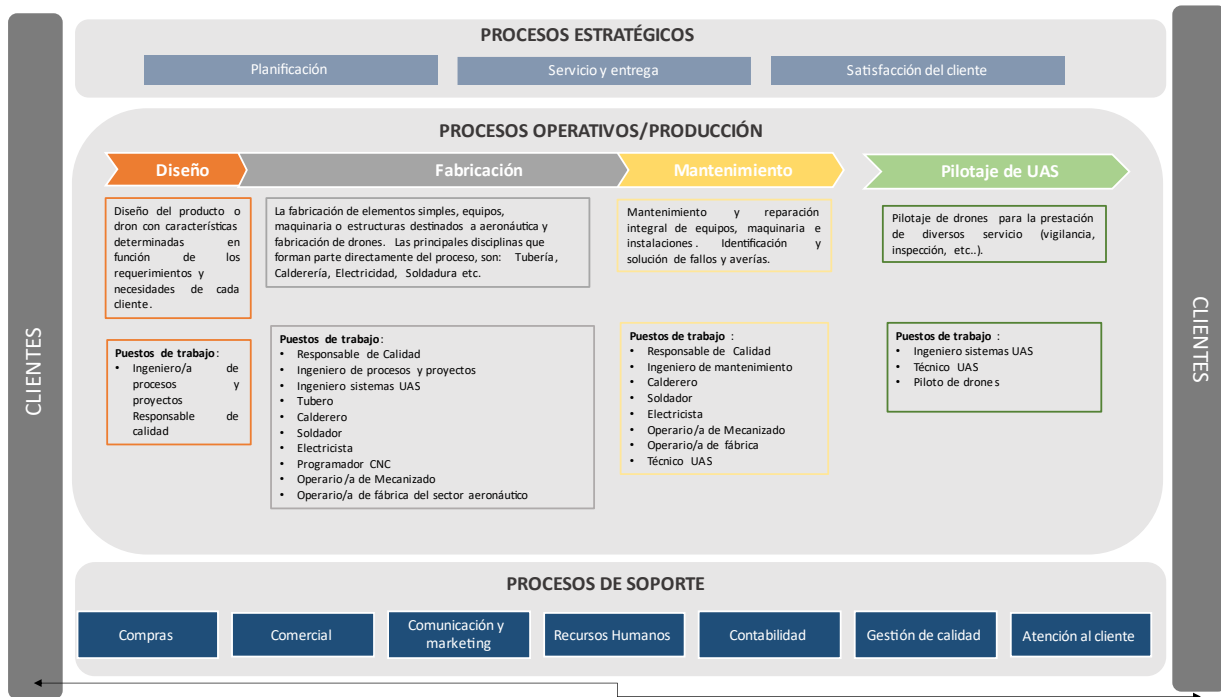 CLIENTES
PROCESOS ESTRATÉGICOS
Planificación
Servicio y entrega
Satisfacción del cliente
PROCESOS OPERATIVOS/PRODUCCIÓN
Diseño
Fabricación
Mantenimiento
Pilotaje de UAS
Diseño del producto o
dron con características
determinadas en
función de los
requerimientos y
necesidades de cada
cliente.
La fabricación de elementos simples, equipos,
maquinaria o estructuras destinados a aeronáutica y
fabricación de drones. Las principales disciplinas que
forman parte directamente del proceso, son: Tubería,
Calderería, Electricidad, Soldadura etc.
Mantenimiento y reparación
integral de equipos, maquinaria e
instalaciones. Identificación y
solución de fallos y averías.
Pilotaje de drones para la prestación
de diversos servicio (vigilancia,
inspección, etc..).
Puestos de trabajo:
• Ingeniero/a de
procesos y
proyectos
Responsable de
calidad
Puestos de trabajo:
• Responsable de Calidad
• Ingeniero de procesos y proyectos
• Ingeniero sistemas UAS
• Tubero
• Calderero
• Soldador
• Electricista
• Programador CNC
• Operario/a de Mecanizado
• Operario/a de fábrica del sector aeronáutico
Puestos de trabajo :
• Responsable de Calidad
• Ingeniero de mantenimiento
• Calderero
• Soldador
• Electricista
• Operario/a de Mecanizado
• Operario/a de fábrica
• Técnico UAS
Puestos de trabajo :
• Ingeniero sistemas UAS
• Técnico UAS
• Piloto de drones
PROCESOS DE SOPORTE
Compras
Comercial
Comunicación y
marketing
Recursos Humanos
Contabilidad
Gestión de calidad
Atención al cliente
CLIENTES